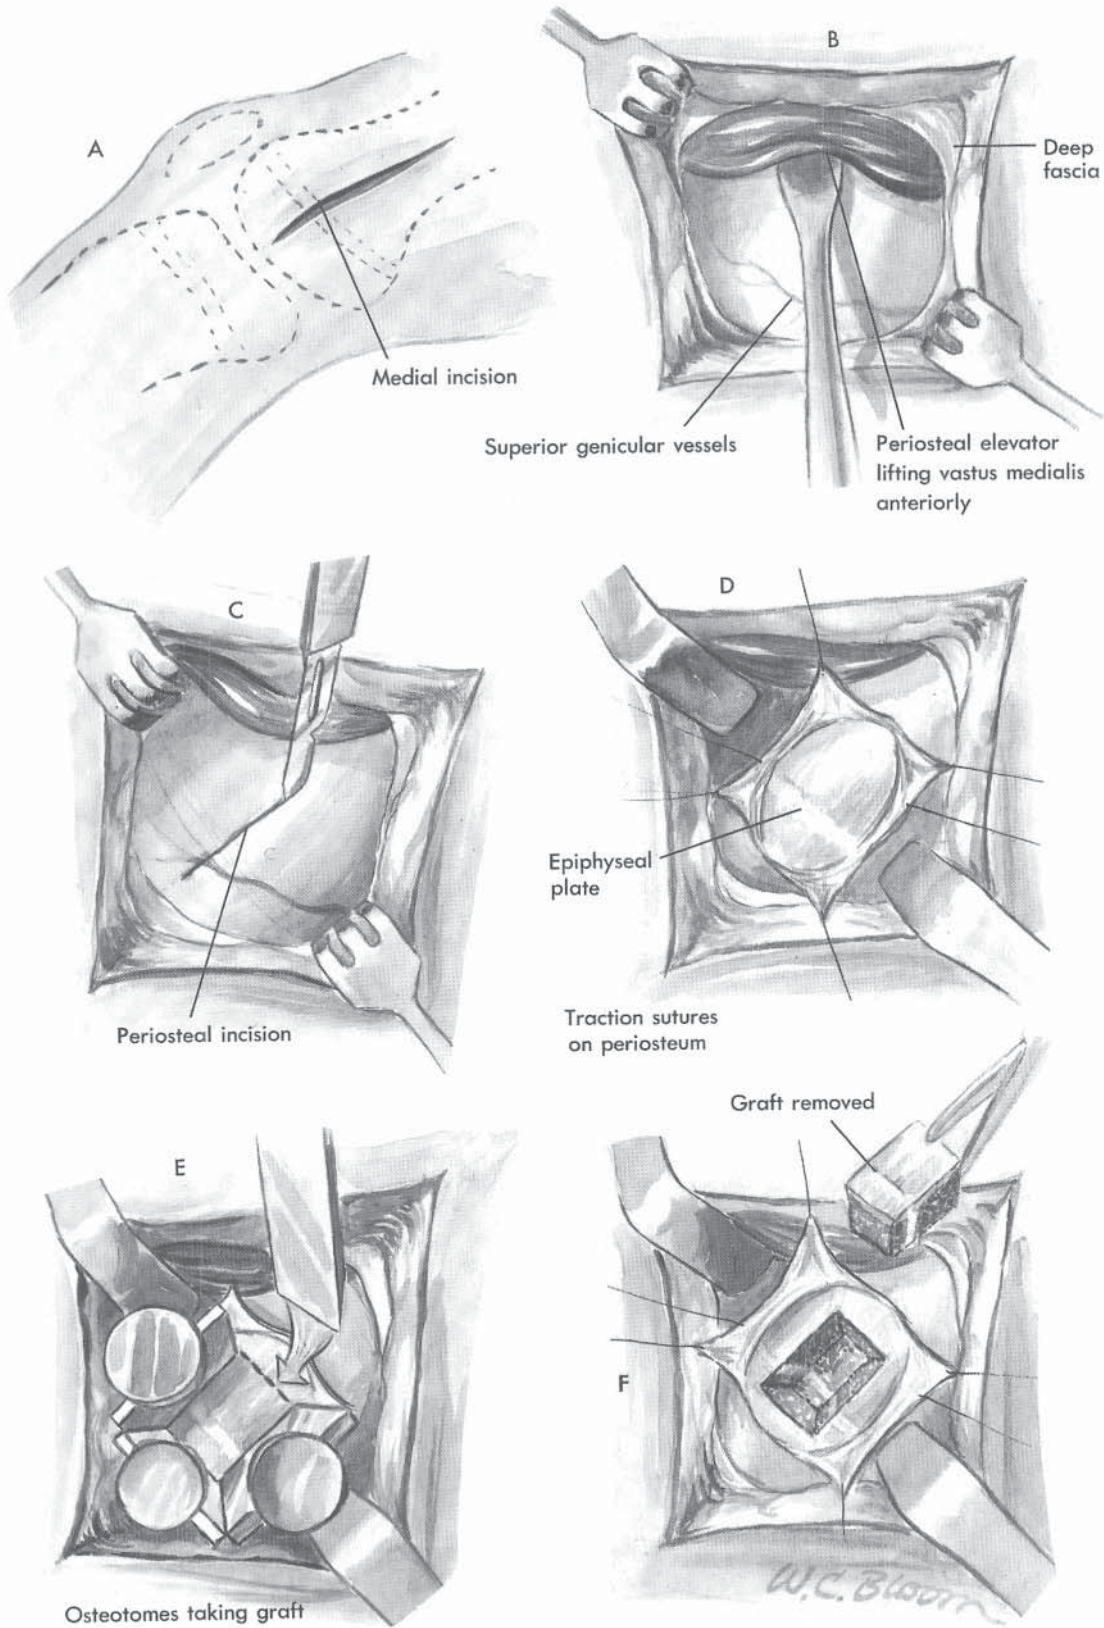 A
Medial incision
B
Deep
fascia
Superior genicular vessels
Periosteal elevator
lifting vastus medialis
anteriorly
C
Periosteal incision
D
Epiphyseal
plate
Traction sutures
on periosteum
E
Osteotomes taking graft
Graft removed
F
W.C. Bloom